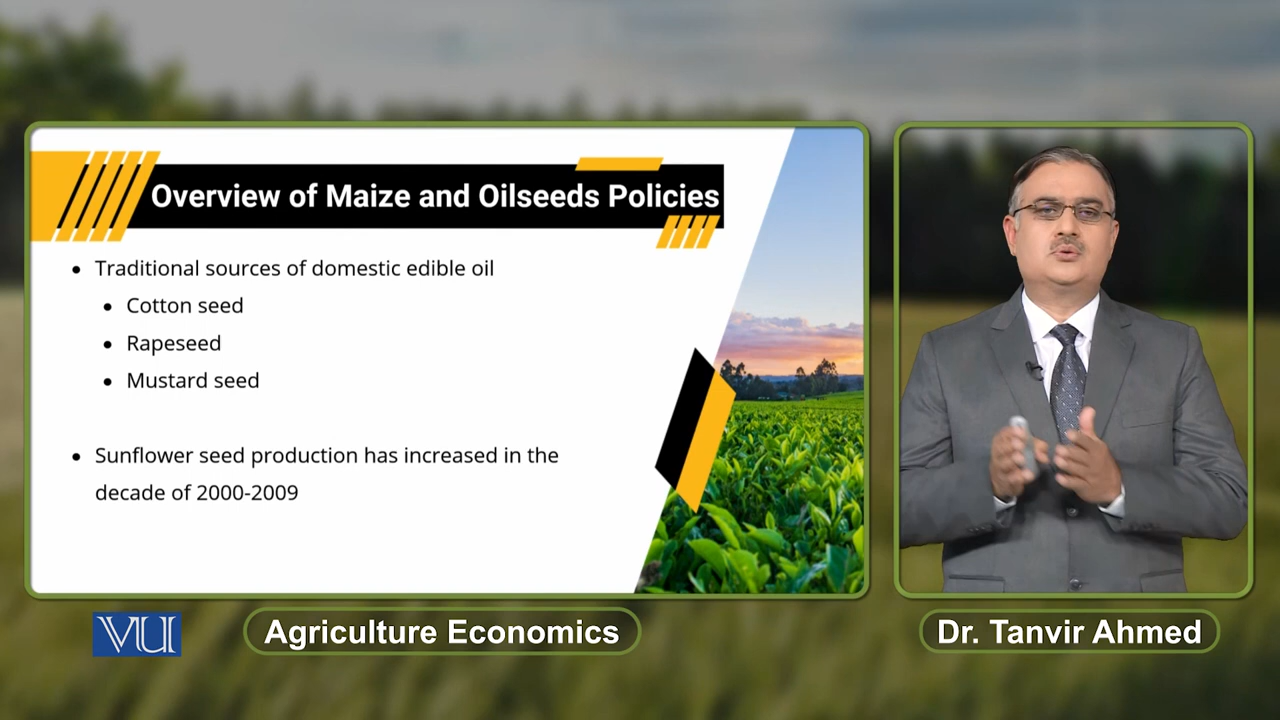 Overview of Maize and Oilseeds Policies
• Traditional sources of domestic edible oil
• Cotton seed
• Rapeseed
• Mustard seed
• Sunflower seed production has increased in the
decade of 2000-2009
VU
Agriculture Economics
Dr. Tanvir Ahmed